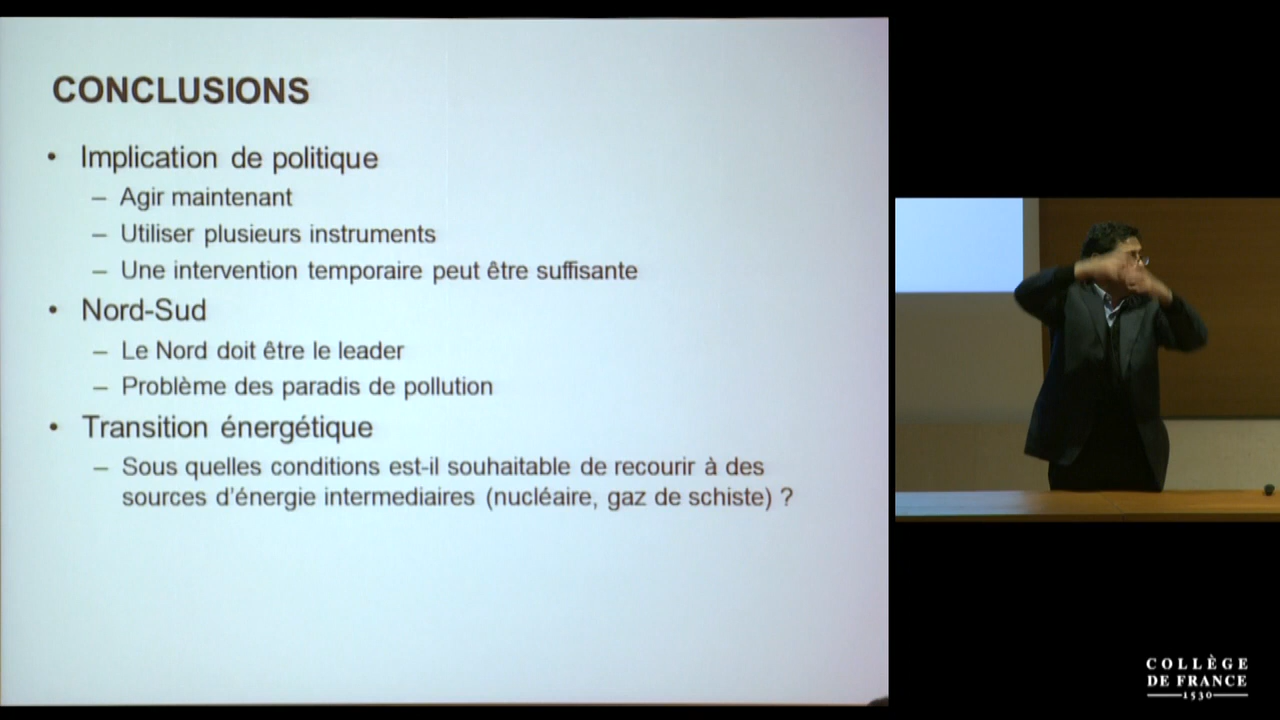 CONCLUSIONS
• Implication de politique
– Agir maintenant
– Utiliser plusieurs instruments
– Une intervention temporaire peut être suffisante
• Nord-Sud
– Le Nord doit être le leader
– Problème des paradis de pollution
• Transition énergétique
– Sous quelles conditions est-il souhaitable de recourir à des
sources d'énergie intermediaires (nucléaire, gaz de schiste) ?
COLLÈGE
DE FRANCE
1530